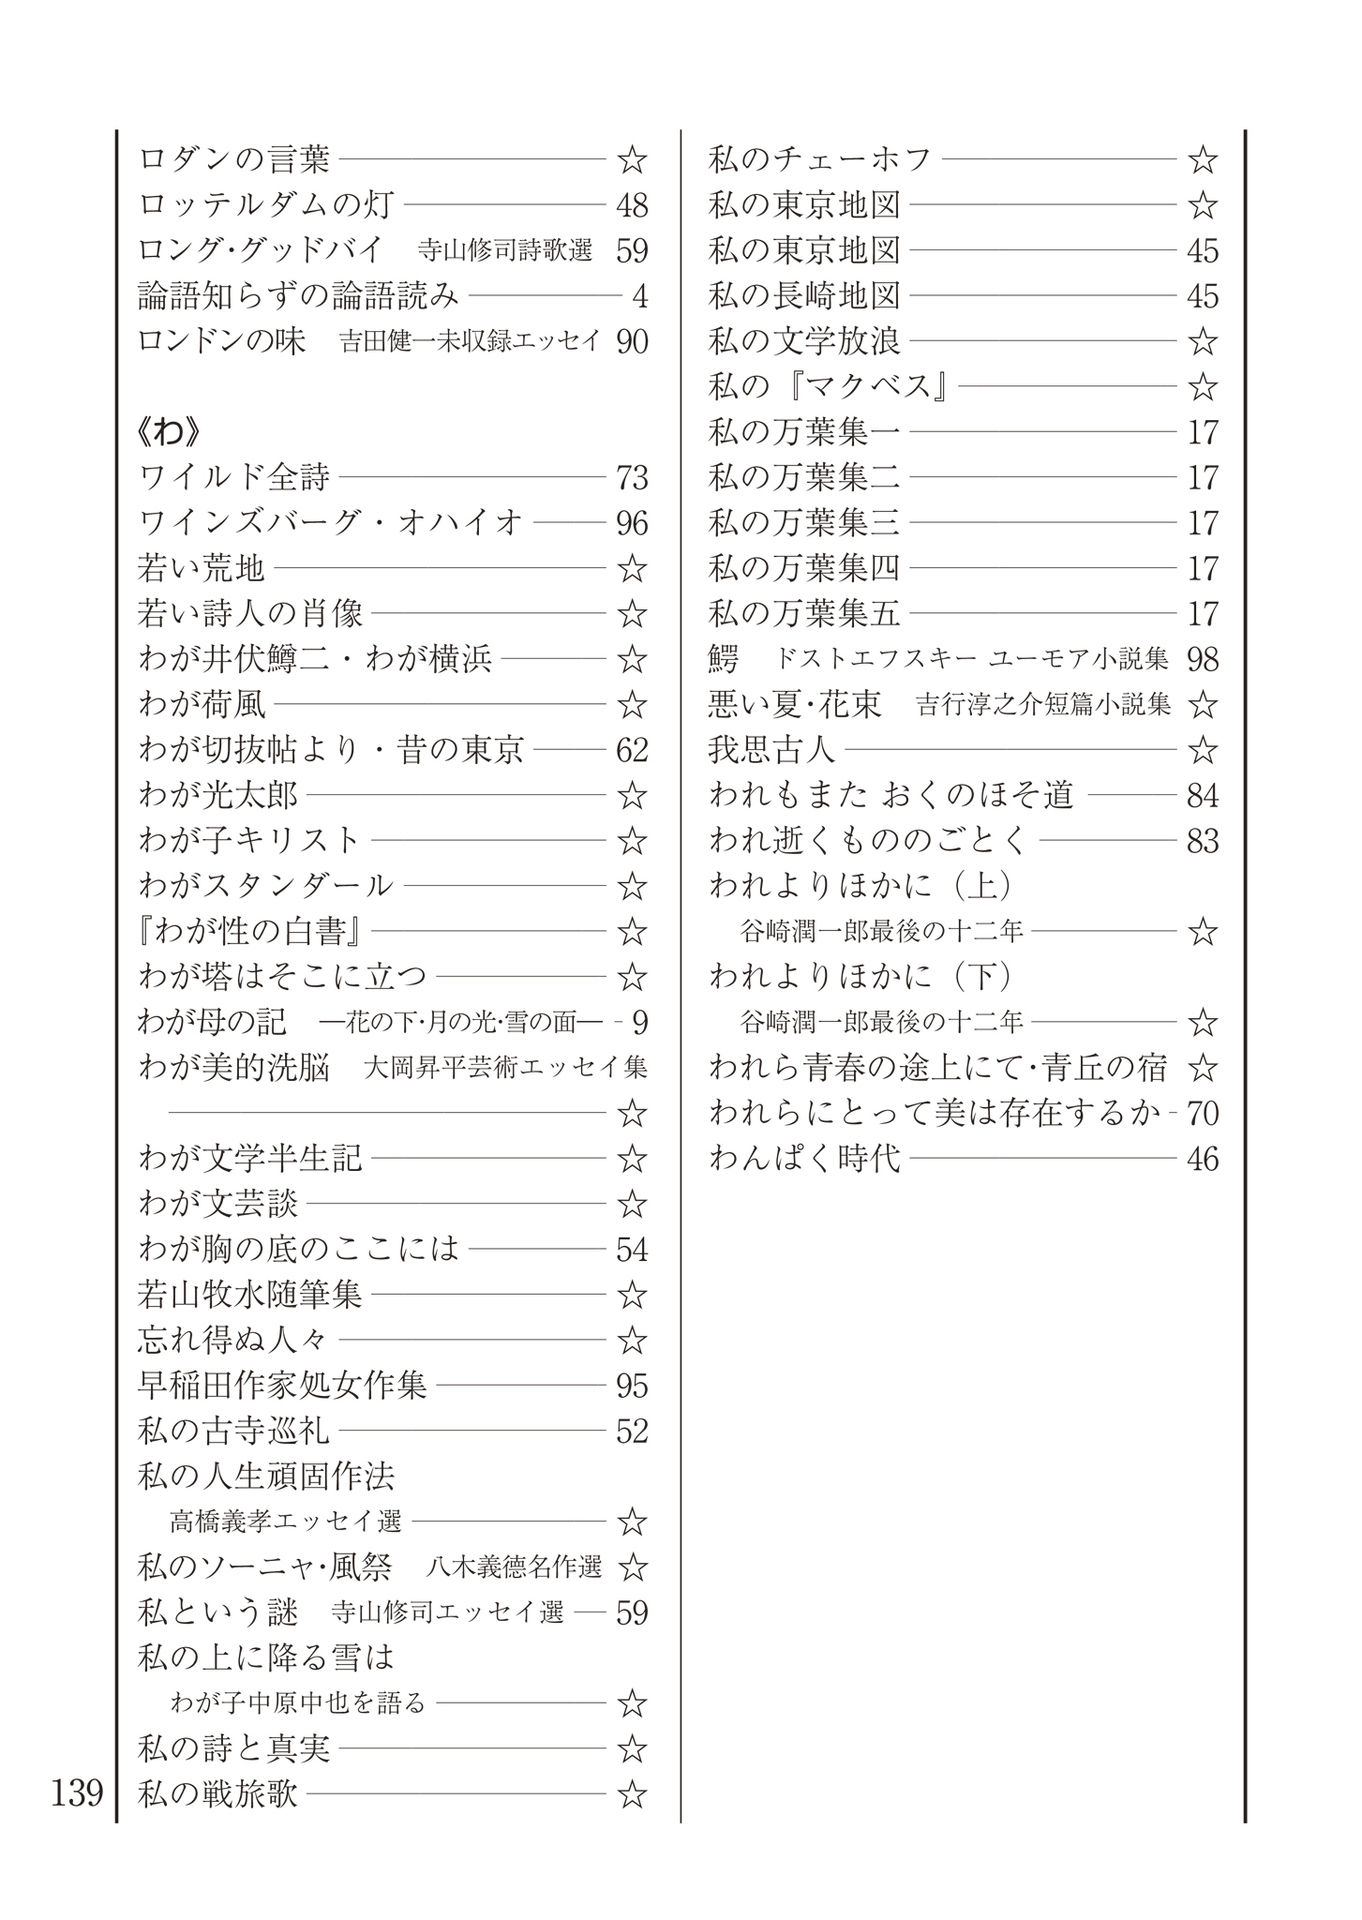 ロダンの言葉 ☆
ロッテルダムの灯 48
ロング・グッドバイ　寺山修司詩歌選 59
論語知らずの論語読み 4
ロンドンの味　吉田健一未収録エッセイ 90
《わ》
ワイルド全詩 73
ワインズバーグ・オハイオ 96
若い荒地 ☆
若い詩人の肖像 ☆
わが井伏鱒二・わが横浜 ☆
わが荷風 ☆
わが切抜帖より・昔の東京 62
わが光太郎 ☆
わが子キリスト ☆
わがスタンダール ☆
『わが性の白書』 ☆
わが塔はそこに立つ ☆
わが母の記　―花の下・月の光・雪の面― 9
わが美的洗脳　大岡昇平芸術エッセイ集
☆
わが文学半生記 ☆
わが文芸談 ☆
わが胸の底のここには 54
若山牧水随筆集 ☆
忘れ得ぬ人々 ☆
早稲田作家処女作集 95
私の古寺巡礼 52
私の人生頑固作法
高橋義孝エッセイ選 ☆
私のソーニャ・風祭　八木義德名作選 ☆
私という謎　寺山修司エッセイ選 59
私の上に降る雪は
わが子中原中也を語る ☆
私の詩と真実 ☆
私の戦旅歌 ☆
私のチェーホフ ☆
私の東京地図 ☆
私の東京地図 45
私の長崎地図 45
私の文学放浪 ☆
私の『マクベス』 ☆
私の万葉集一 17
私の万葉集二 17
私の万葉集三 17
私の万葉集四 17
私の万葉集五 17
鰐　ドストエフスキー ユーモア小説集 98
悪い夏・花束　吉行淳之介短篇小説集 ☆
我思古人 ☆
われもまた おくのほそ道 84
われ逝くもののごとく 83
われよりほかに（上）
谷崎潤一郎最後の十二年 ☆
われよりほかに（下）
谷崎潤一郎最後の十二年 ☆
われら青春の途上にて・青丘の宿 ☆
われらにとって美は存在するか 70
わんぱく時代 46
139